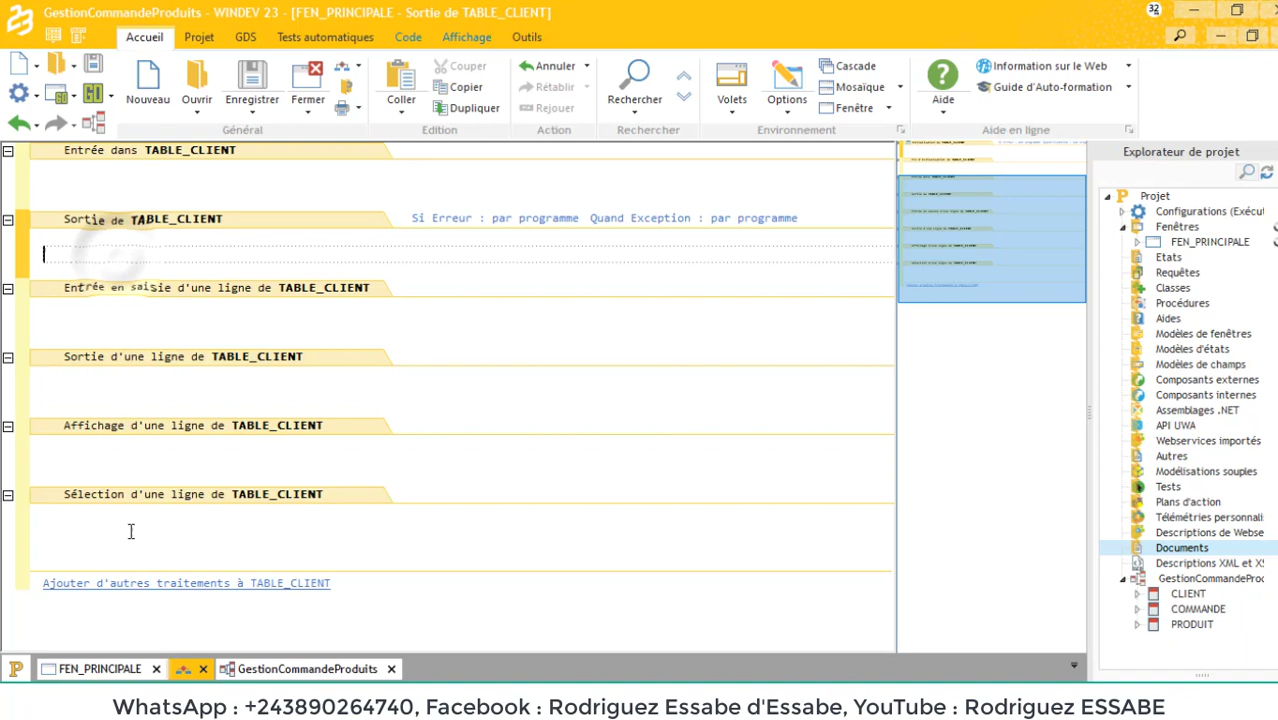 GestionCommandeProduits - WINDEV 23 - [FEN_PRINCIPALE - Sortie de TABLE_CLIENT]
32
Accueil Projet GDS Tests automatiques Code Affichage Outils
Nouveau Ouvrir Enregistrer Fermer
Général
Coller Couper Copier Dupliquer
Edition
Annuler Rétablir Rejouer
Action
Rechercher
Rechercher
Volets Options Cascade Mosaïque Fenêtre
Environnement
Aide Information sur le Web Guide d'Auto-formation
Aide en ligne
Entrée dans TABLE_CLIENT
Sortie de TABLE_CLIENT Si Erreur : par programme Quand Exception : par programme
Entrée en saisie d'une ligne de TABLE_CLIENT
Sortie d'une ligne de TABLE_CLIENT
Affichage d'une ligne de TABLE_CLIENT
Sélection d'une ligne de TABLE_CLIENT
Ajouter d'autres traitements à TABLE_CLIENT
Explorateur de projet
Projet
Configurations (Exécut
Fenêtres
FEN_PRINCIPALE
Etats
Requêtes
Classes
Procédures
Aides
Modèles de fenêtres
Modèles d'états
Modèles de champs
Composants externes
Composants internes
Assemblages .NET
API UWA
Webservices importés
Autres
Modélisations souples
Tests
Plans d'action
Télémétries personnali
Descriptions de Webse
Documents
Descriptions XML et XS
GestionCommandePro
CLIENT
COMMANDE
PRODUIT
FEN_PRINCIPALE GestionCommandeProduits
WhatsApp : +243890264740, Facebook : Rodriguez Essabe d'Essabe, YouTube : Rodriguez ESSABE